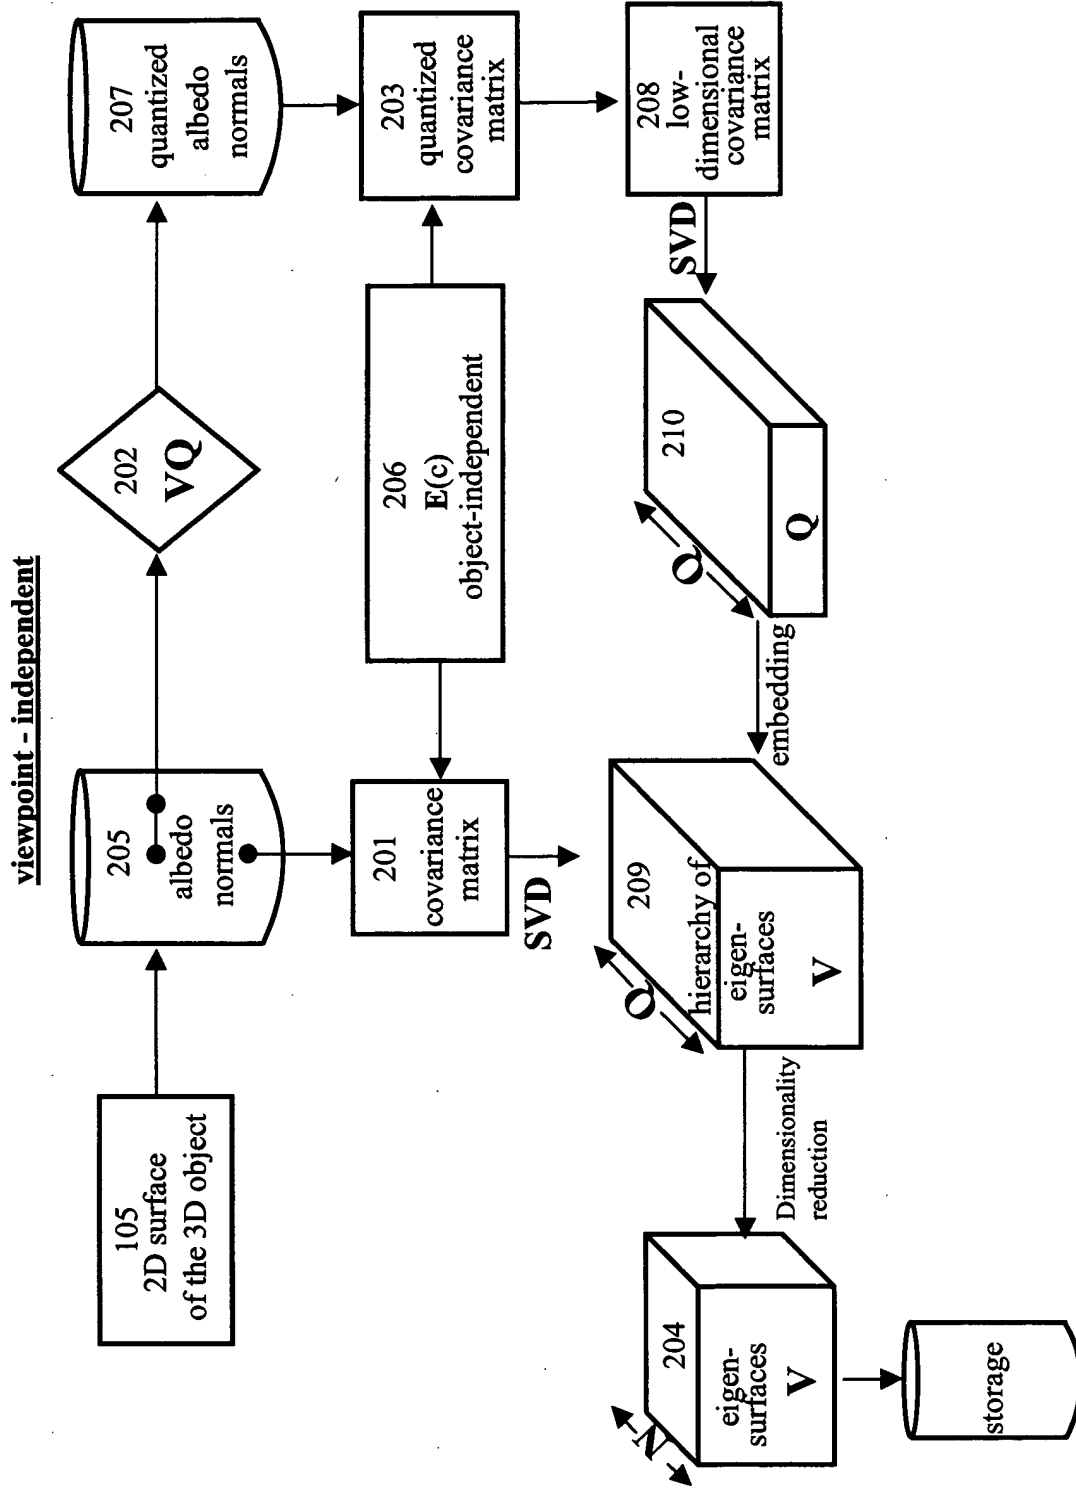 viewpoint - independent
105
2D surface
of the 3D object
205
albedo
normals
202
VQ
207
quantized
albedo
normals
201
covariance
matrix
206
E(c)
object-independent
203
quantized
covariance
matrix
SVD
208
low-
dimensional
covariance
matrix
SVD
204
eigen-
surfaces
V
N
Dimensionality
reduction
209
hierarchy of
eigen-
surfaces
V
Q
embedding
210
Q
Q
storage